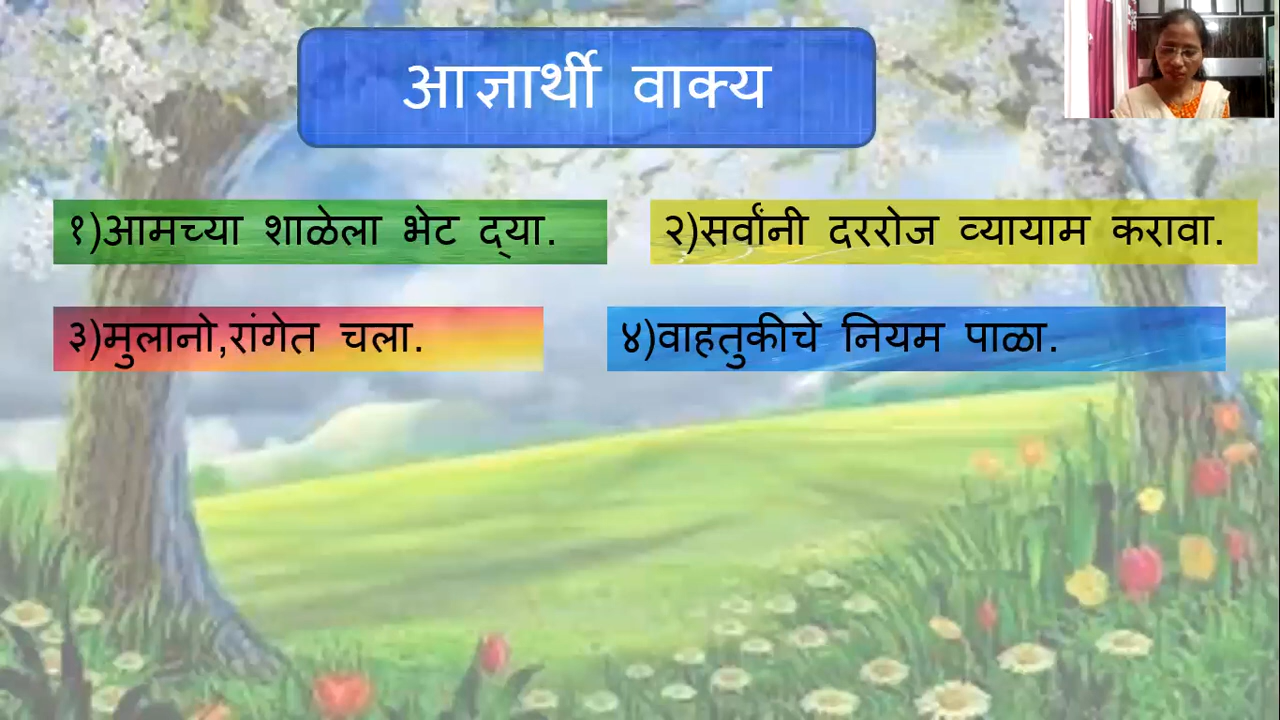 आज्ञार्थी वाक्य
१)आमच्या शाळेला भेट द्‌या.
२)सर्वांनी दररोज व्यायाम करावा.
३)मुलानो,रांगेत चला.
४)वाहतुकीचे नियम पाळा.